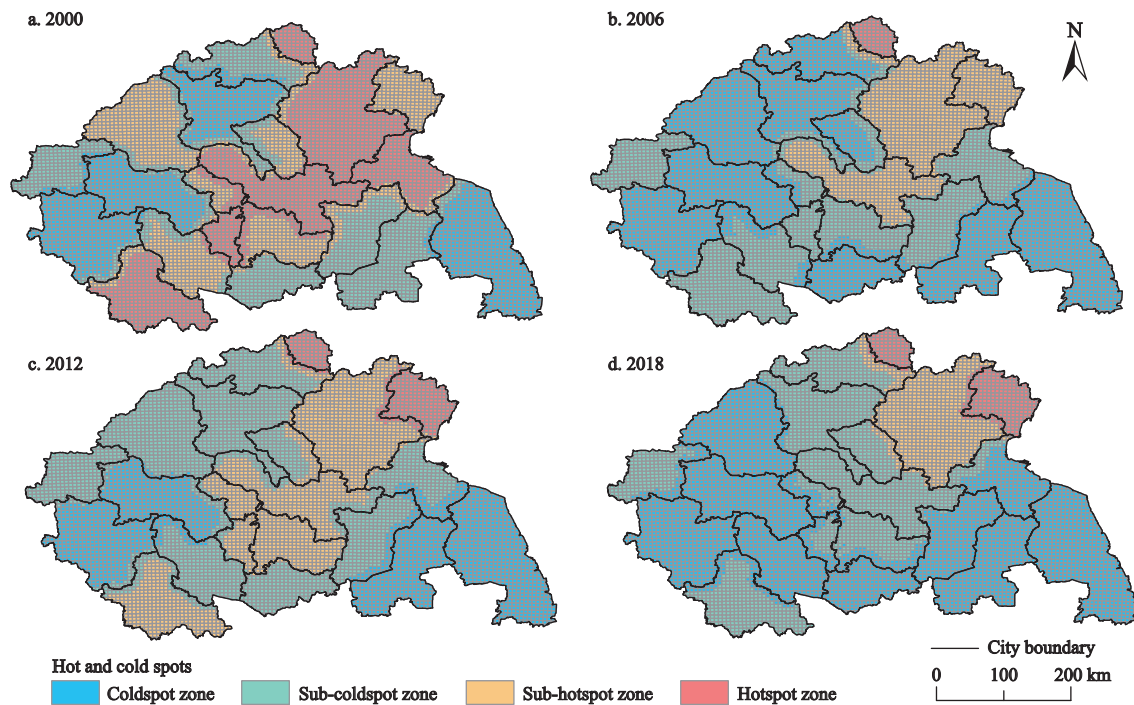 a. 2000
b. 2006
N
c. 2012
d. 2018
Hot and cold spots
Coldspot zone
Sub-coldspot zone
Sub-hotspot zone
Hotspot zone
City boundary
0 100 200 km